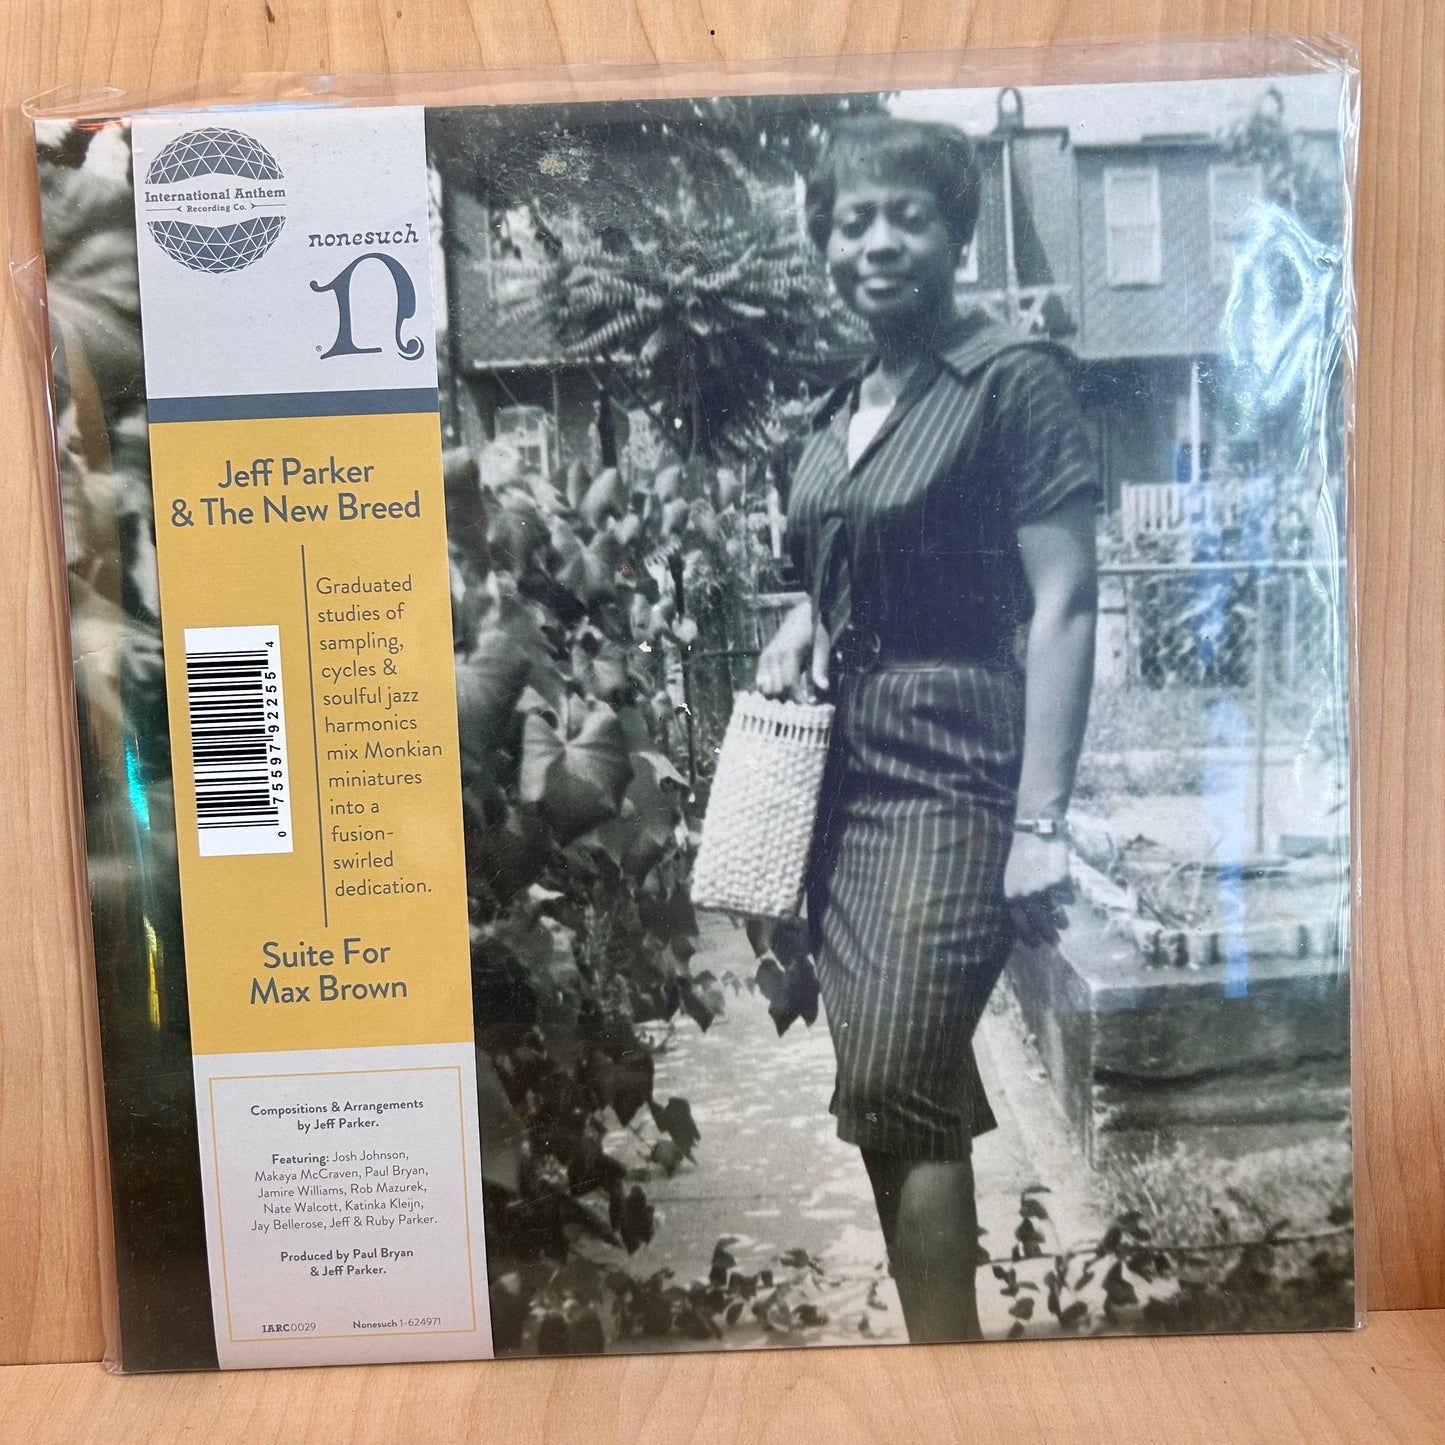 International Anthem
Recording Co.
nonesuch
n
®
Jeff Parker
& The New Breed
Graduated
studies of
sampling,
cycles &
soulful jazz
harmonics
mix Monkian
miniatures
into a
fusion-
swirled
dedication.
0 75597 92255 4
Suite For
Max Brown
Compositions & Arrangements
by Jeff Parker.
Featuring: Josh Johnson,
Makaya McCraven, Paul Bryan,
Jamire Williams, Rob Mazurek,
Nate Walcott, Katinka Kleijn,
Jay Bellerose, Jeff & Ruby Parker.
Produced by Paul Bryan
& Jeff Parker.
IARC0029 Nonesuch 1-624971